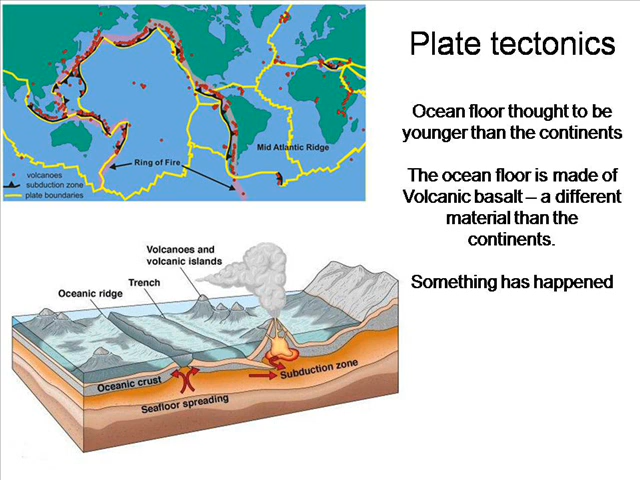 Plate tectonics
Ocean floor thought to be
younger than the continents
The ocean floor is made of
Volcanic basalt – a different
material than the
continents.
Something has happened
Mid Atlantic Ridge
Ring of Fire
volcanoes
subduction zone
plate boundaries
Volcanoes and
volcanic islands
Trench
Oceanic ridge
Oceanic crust
Subduction zone
Seafloor spreading